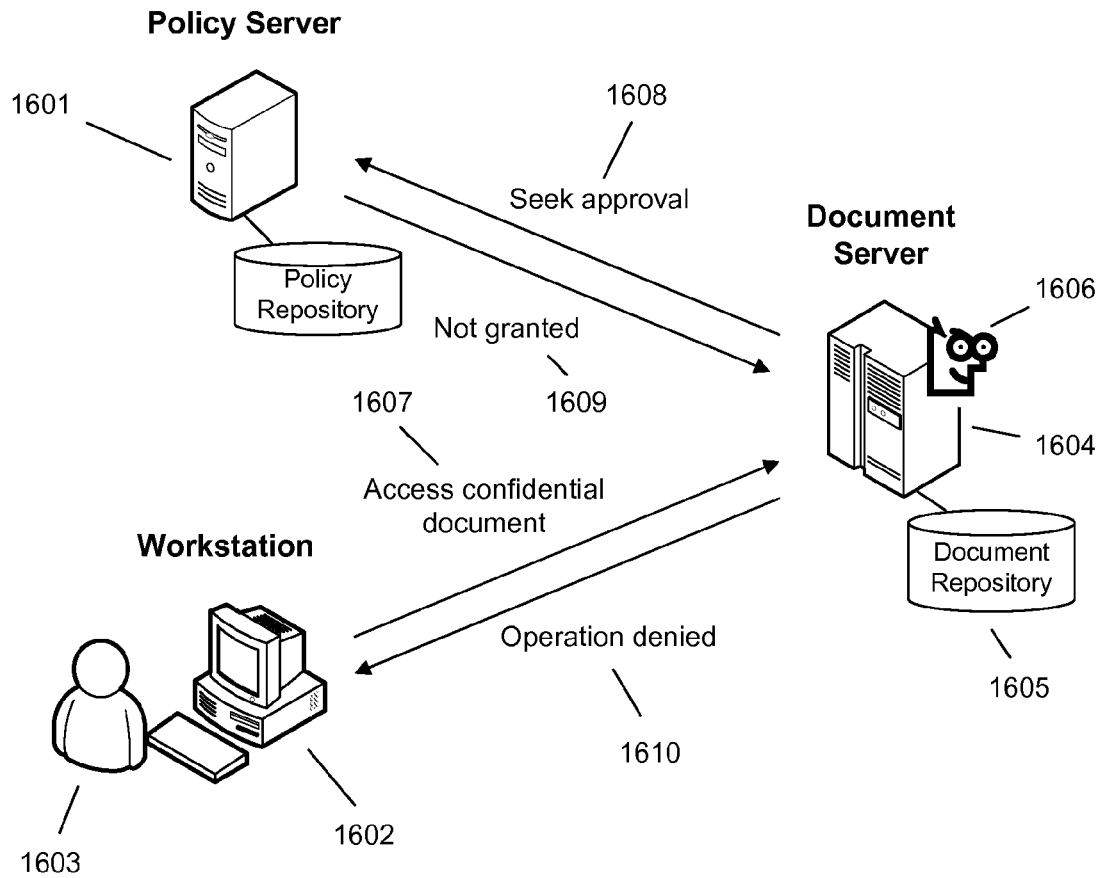 Policy Server
1601
1608
Seek approval
Document
Server
1606
Policy
Repository
Not granted
1609
1607
1604
Access confidential
document
Workstation
Document
Repository
Operation denied
1605
1610
1602
1603